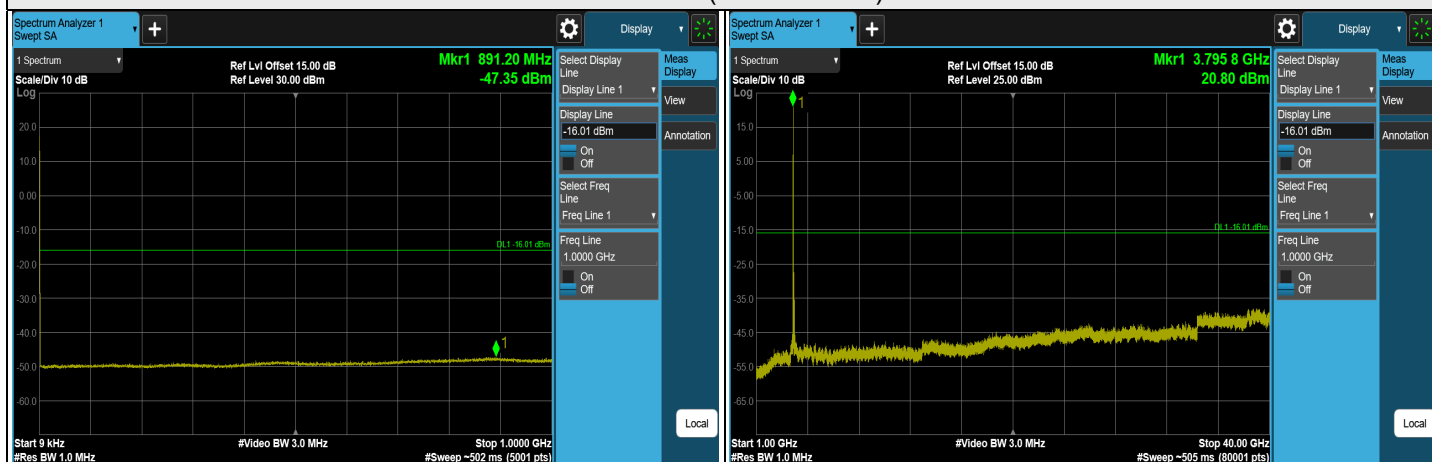 Spectrum Analyzer 1
Swept SA
+
Display
1 Spectrum
Scale/Div 10 dB
Log
Ref Lvl Offset 15.00 dB
Ref Level 30.00 dBm
Mkr1 891.20 MHz
-47.35 dBm
20.0
10.0
0.00
-10.0
-20.0
-30.0
-40.0
-50.0
-60.0
DL1 -16.01 dBm
1
Start 9 kHz
#Res BW 1.0 MHz
#Video BW 3.0 MHz
Stop 1.0000 GHz
#Sweep ~502 ms (5001 pts)
Select Display
Line
Display Line 1
Display Line
-16.01 dBm
On
Off
Select Freq
Line
Freq Line 1
Freq Line
1.0000 GHz
On
Off
Meas
Display
View
Annotation
Local
Spectrum Analyzer 1
Swept SA
+
Display
1 Spectrum
Scale/Div 10 dB
Log
Ref Lvl Offset 15.00 dB
Ref Level 25.00 dBm
Mkr1 3.795 8 GHz
20.80 dBm
1
15.0
5.00
-5.00
-15.0
-25.0
-35.0
-45.0
-55.0
-65.0
DL1 -16.01 dBm
Start 1.00 GHz
#Res BW 1.0 MHz
#Video BW 3.0 MHz
Stop 40.00 GHz
#Sweep ~505 ms (80001 pts)
Select Display
Line
Display Line 1
Display Line
-16.01 dBm
On
Off
Select Freq
Line
Freq Line 1
Freq Line
1.0000 GHz
On
Off
Meas
Display
View
Annotation
Local